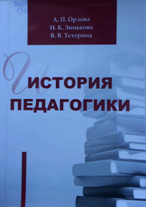 А. П. Орлова
Н. К. Зинькова
В. В. Тетерина
ИСТОРИЯ
ПЕДАГОГИКИ